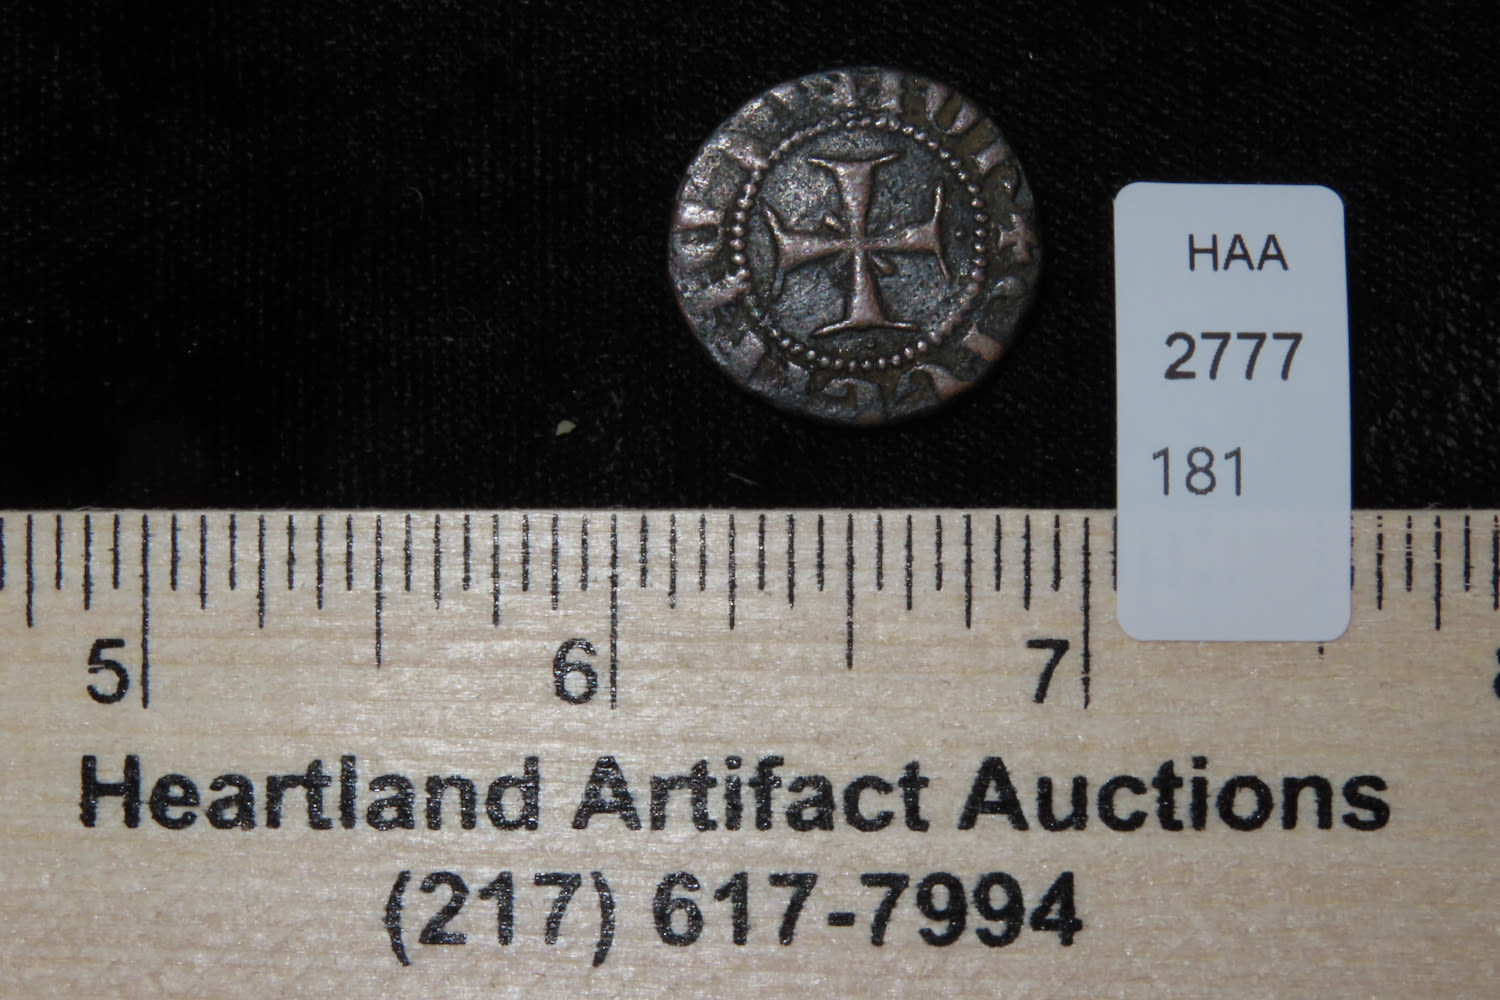 HAA
2777
181
5 6 7
Heartland Artifact Auctions
(217) 617-7994